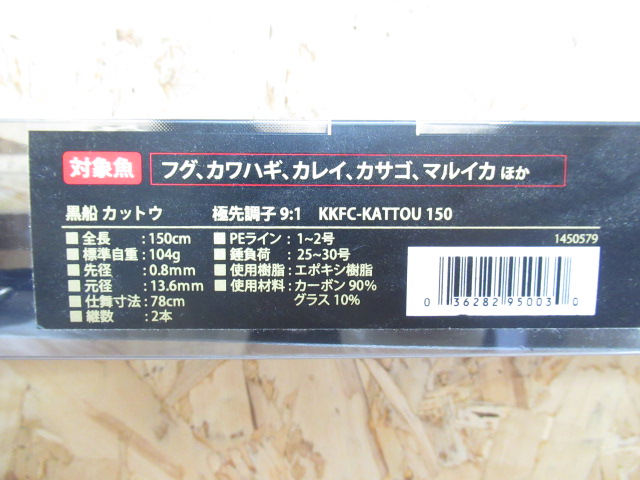 対象魚 フグ、カワハギ、カレイ、カサゴ、マルイカ ほか
黒船 カットウ 極先調子 9:1 KKFC-KATTOU 150
■全長 : 150cm ■PEライン : 1~2号 1450579
■標準自重 : 104g ■錘負荷 : 25~30号
■先径 : 0.8mm ■使用樹脂 : エポキシ樹脂
■元径 : 13.6mm ■使用材料 : カーボン 90%
■仕舞寸法 : 78cm グラス 10%
■継数 : 2本
0 36282 95003 0